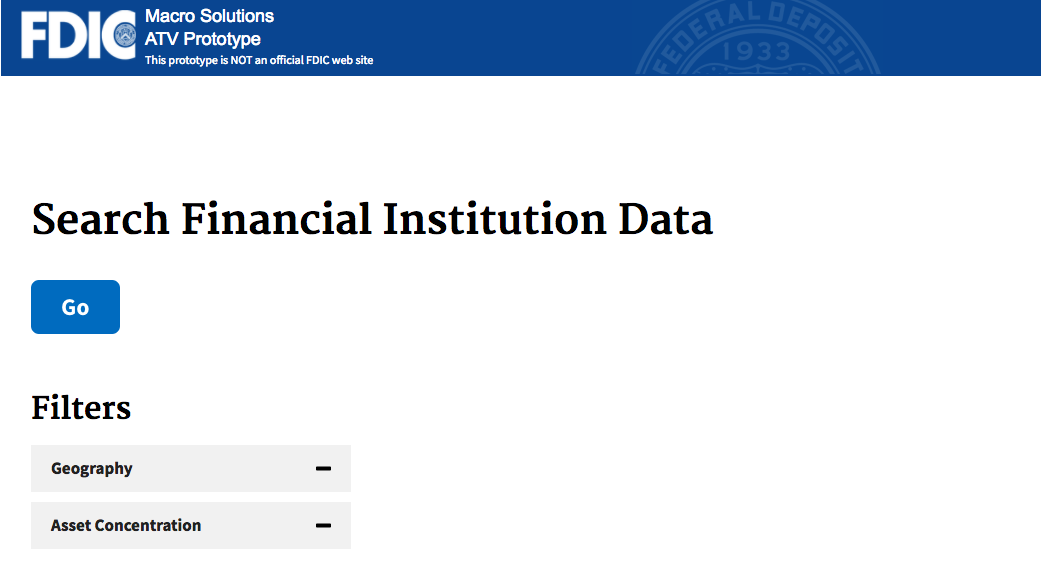 FDIC
Macro Solutions
ATV Prototype
This prototype is NOT an official FDIC web site
FEDERAL DEPOSIT
1933
Search Financial Institution Data
Go
Filters
Geography
Asset Concentration